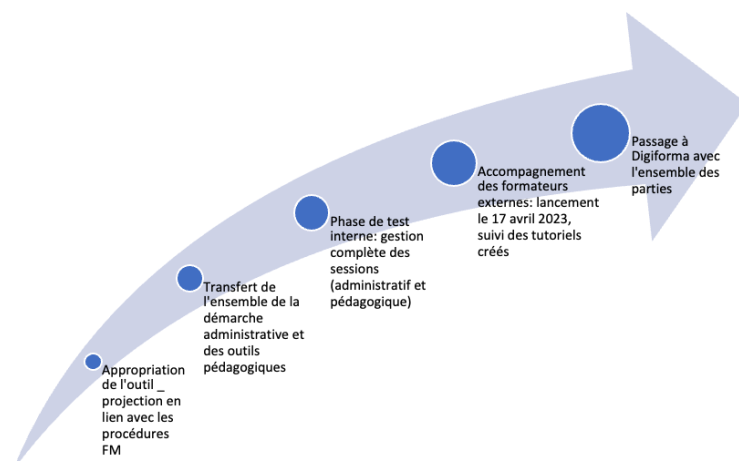 Appropriation
de l'outil _
projection en
lien avec les
procédures
FM
Transfert de
l'ensemble de la
démarche
administrative et
des outils
pédagogiques
Phase de test
interne: gestion
complète des
sessions
(administratif et
pédagogique)
Accompagnement
des formateurs
externes: lancement
le 17 avril 2023,
suivi des tutoriels
créés
Passage à
Digiforma avec
l'ensemble des
parties